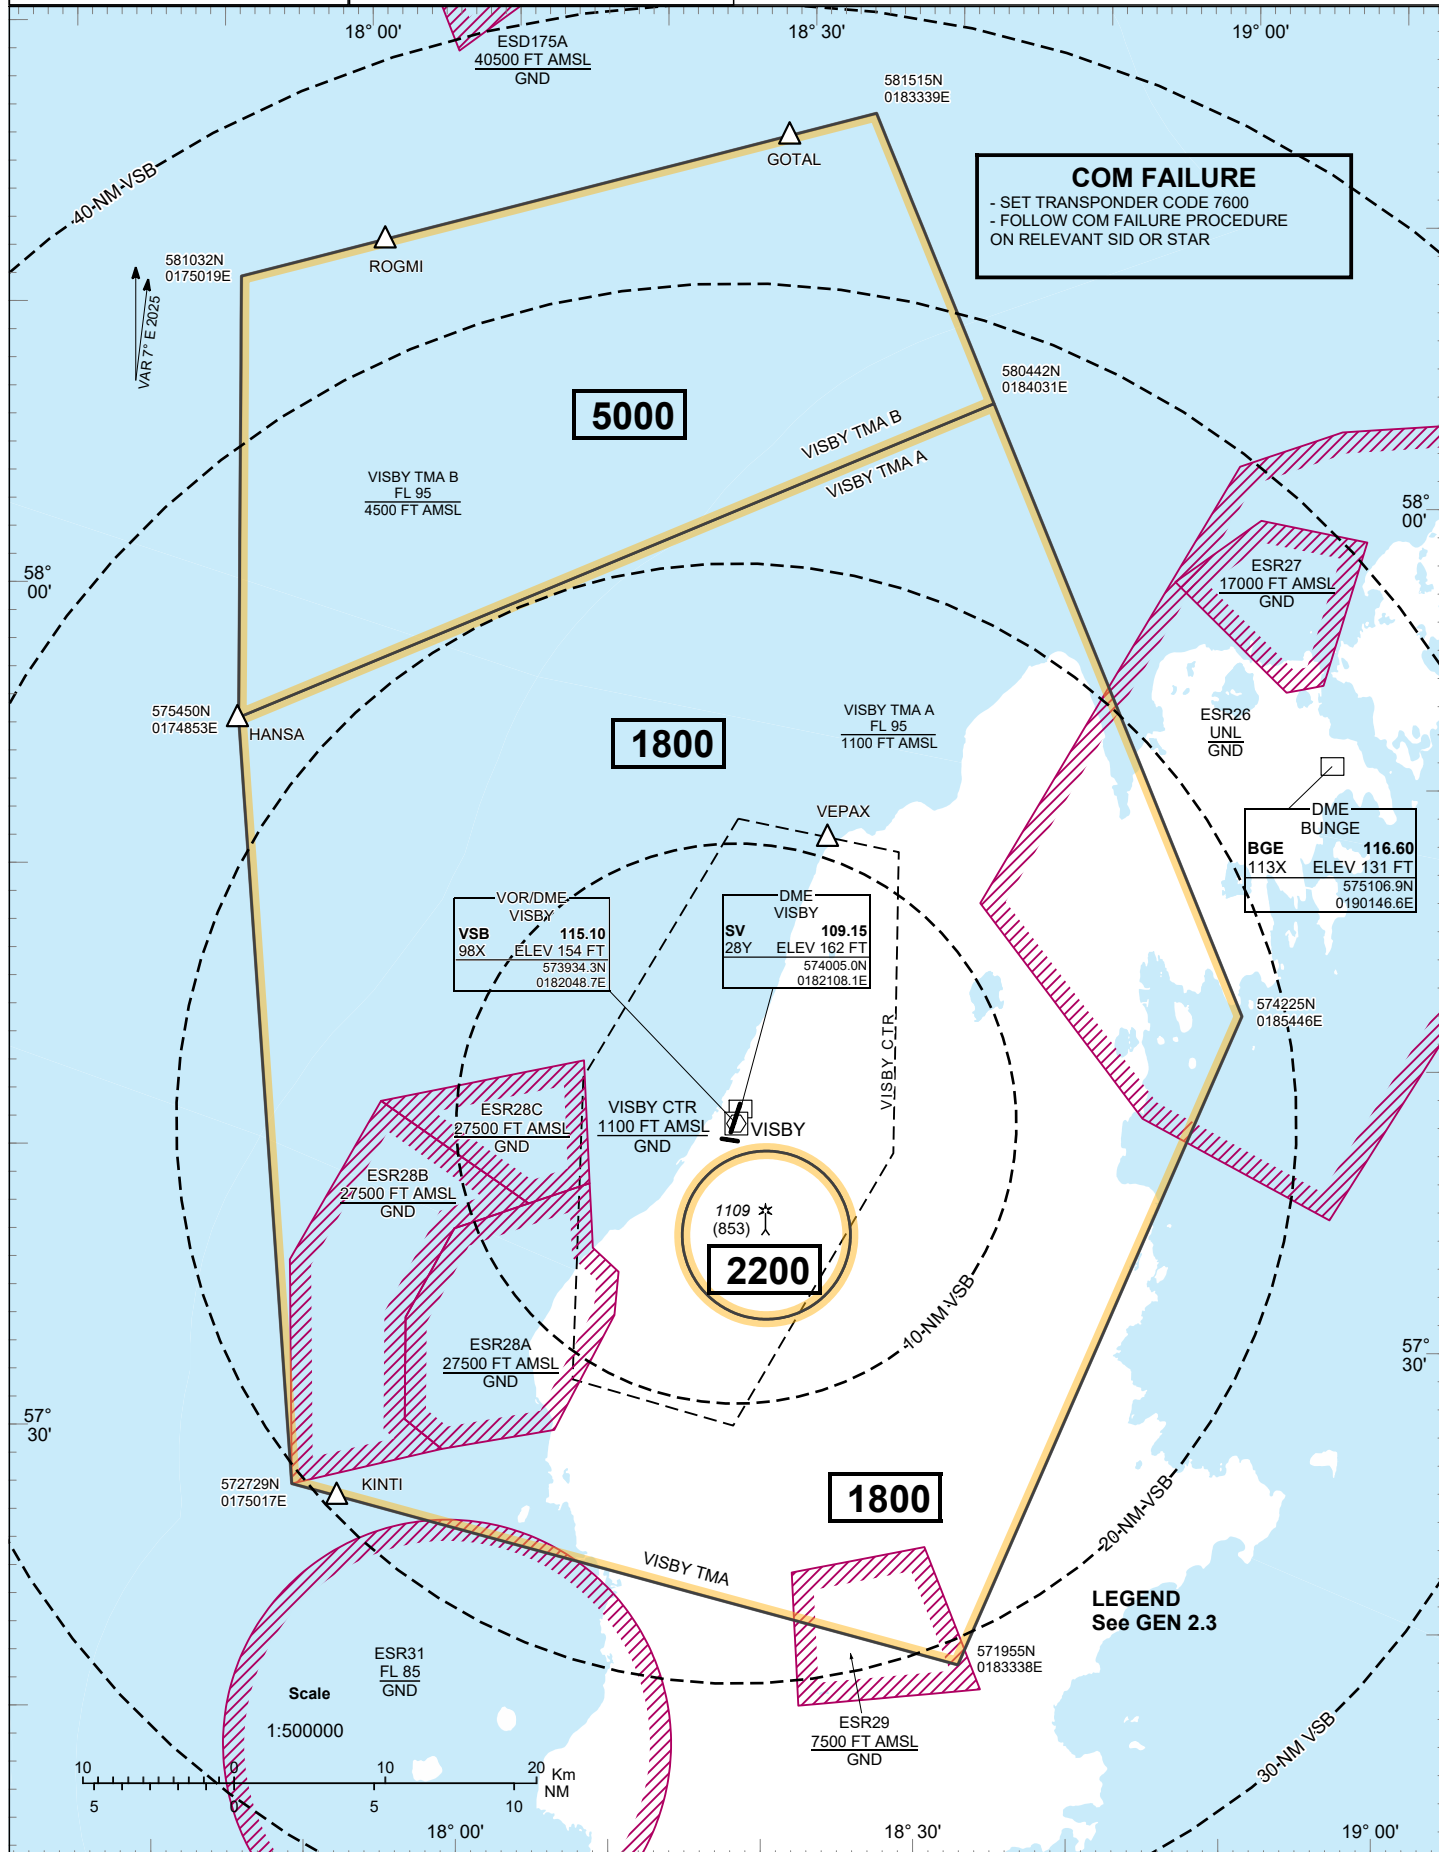 18° 00'
18° 30'
19° 00'
ESD175A
40500 FT AMSL
GND
581515N
0183339E
GOTAL
COM FAILURE
- SET TRANSPONDER CODE 7600
- FOLLOW COM FAILURE PROCEDURE
ON RELEVANT SID OR STAR
40 NM VSB
581032N
0175019E
ROGMI
VAR 7° E 2025
580442N
0184031E
5000
VISBY TMA B
VISBY TMA A
VISBY TMA B
FL 95
4500 FT AMSL
58°
00'
58°
00'
ESR27
17000 FT AMSL
GND
575450N
0174853E
HANSA
1800
VISBY TMA A
FL 95
1100 FT AMSL
ESR26
UNL
GND
VEPAX
DME
BUNGE
BGE 116.60
113X ELEV 131 FT
575106.9N
0190146.6E
VOR/DME
VISBY
VSB 115.10
98X ELEV 154 FT
573934.3N
0182048.7E
DME
VISBY
SV 109.15
28Y ELEV 162 FT
574005.0N
0182108.1E
574225N
0185446E
VISBY CTR
ESR28C
27500 FT AMSL
GND
VISBY CTR
1100 FT AMSL
GND
VISBY
ESR28B
27500 FT AMSL
GND
1109
(853)
2200
10 NM VSB
ESR28A
27500 FT AMSL
GND
57°
30'
57°
30'
572729N
0175017E
KINTI
1800
20 NM VSB
VISBY TMA
LEGEND
See GEN 2.3
571955N
0183338E
ESR31
FL 85
GND
Scale
1:500000
ESR29
7500 FT AMSL
GND
30 NM VSB
10 0 10 20 Km
NM
5 0 5 10
18° 00'
18° 30'
19° 00'